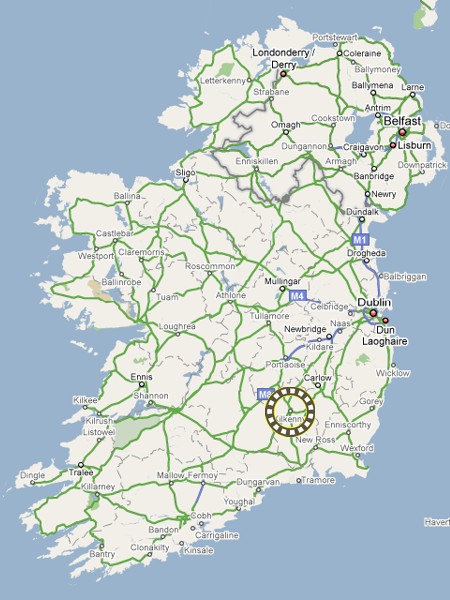 Portstewart
Coleraine
Londonderry /
Derry
Ballymoney
Letterkenny
Strabane
Ballymena
Larne
Antrim
Omagh
Cookstown
Belfast
Dungannon
Craigavon
Lisburn
Enniskillen
Armagh
Downpatrick
Sligo
Banbridge
Newry
Ballina
Dundalk
Castlebar
M1
Westport
Claremorris
Drogheda
Roscommon
Ballinrobe
Mullingar
Balbriggan
Tuam
Athlone
M4
Celbridge
Dublin
Tullamore
Loughrea
Newbridge
Naas
Dun
Laoghaire
Kildare
Portlaoise
Wicklow
Ennis
Carlow
Shannon
M8
Kilkee
Gorey
Kilrush
Kilkenny
Listowel
Enniscorthy
New Ross
Wexford
Tralee
Dingle
Mallow
Fermoy
Dungarvan
Tramore
Killarney
Youghal
Cobh
Bandon
Carrigaline
Clonakilty
Kinsale
Bantry
Haverf